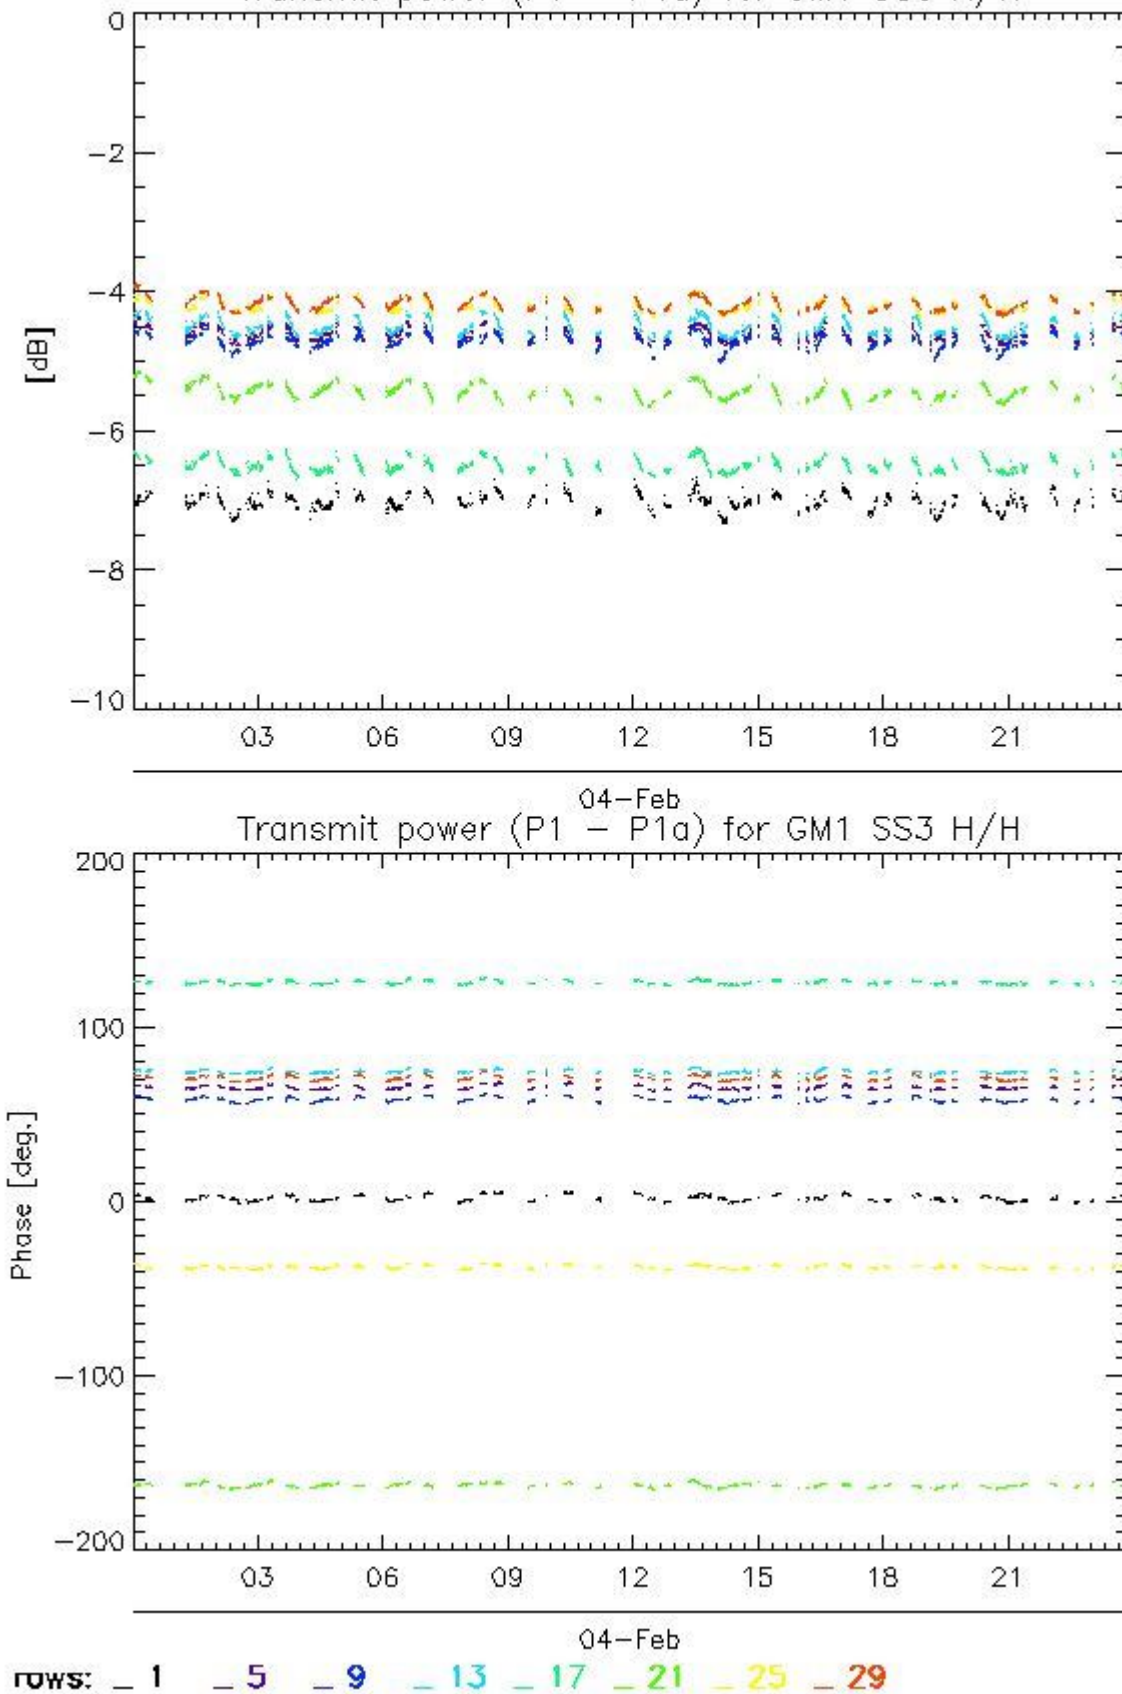 0
-2
-4
-6
-8
-10
[dB]
03 06 09 12 15 18 21
04-Feb
Transmit power (P1 - P1a) for GM1 SS3 H/H
200
100
0
-100
-200
Phase [deg.]
03 06 09 12 15 18 21
04-Feb
rows: _ 1 _ 5 _ 9 _ 13 _ 17 _ 21 _ 25 _ 29